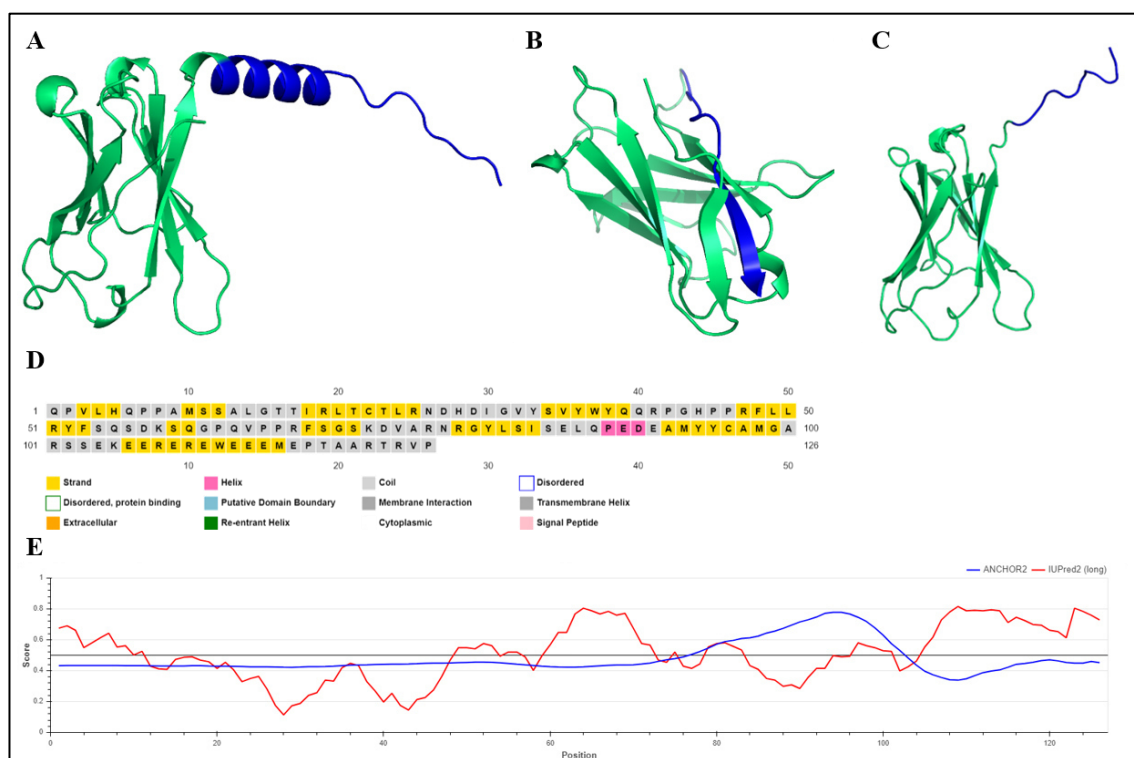 A
B
C
D
10 20 30 40 50
1 QPVLHQPPAMSSALGTTIRLTCTLRNDHDIGVYSVYWYQQRPGHPPRFLL 50
51 RYFSQSDKSQGPQVPPRFSGSKDVARNRGYLSISELQPEDEAMYYCAMGA 100
101 RSSEKEEREREWEEEMEPTAARTRVP 126
10 20 30 40 50
Strand Helix Coil Disordered
Disordered, protein binding Putative Domain Boundary Membrane Interaction Transmembrane Helix
Extracellular Re-entrant Helix Cytoplasmic Signal Peptide
E
ANCHOR2 IUPred2 (long)
1
0.8
0.6
0.4
0.2
0
Score
0 20 40 60 80 100 120
Position